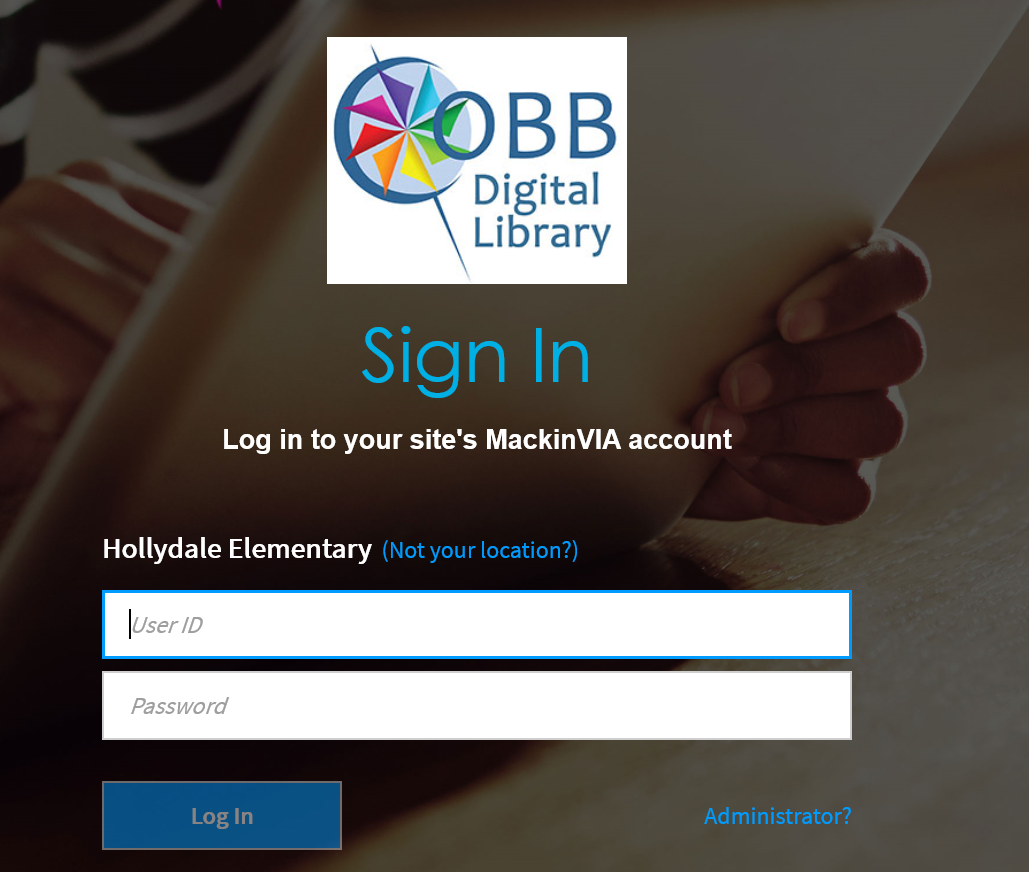 COBB
Digital
Library
Sign In
Log in to your site's MackinVIA account
Hollydale Elementary (Not your location?)
User ID
Password
Log In Administrator?